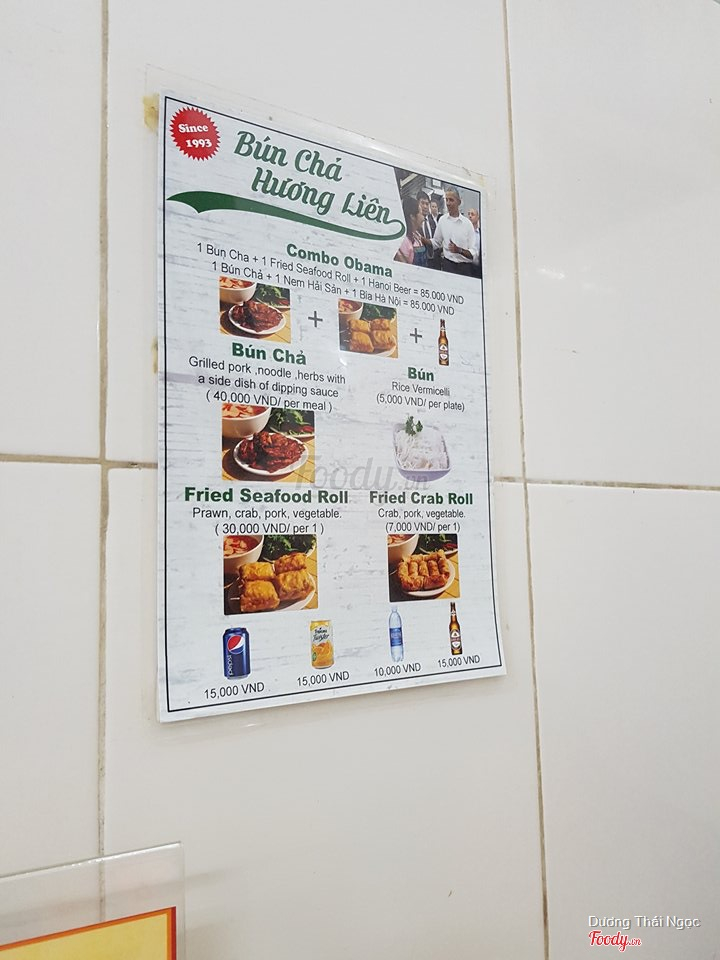 Since
1993
Bún Chả
Hương Liên
Combo Obama
1 Bun Cha + 1 Fried Seafood Roll + 1 Hanoi Beer = 85.000 VND
1 Bún Chả + 1 Nem Hải Sản + 1 Bia Hà Nội = 85.000 VND
+ +
Bún Chả
Grilled pork ,noodle ,herbs with
a side dish of dipping sauce
( 40,000 VND/ per meal )
Bún
Rice Vermicelli
(5,000 VND/ per plate)
Foody.vn
Fried Seafood Roll
Prawn, crab, pork, vegetable.
( 30,000 VND/ per 1 )
Fried Crab Roll
Crab, pork, vegetable.
(7,000 VND/ per 1)
pepsi
15,000 VND
15,000 VND
10,000 VND
15,000 VND
Dương Thái Ngọc
Foody.vn